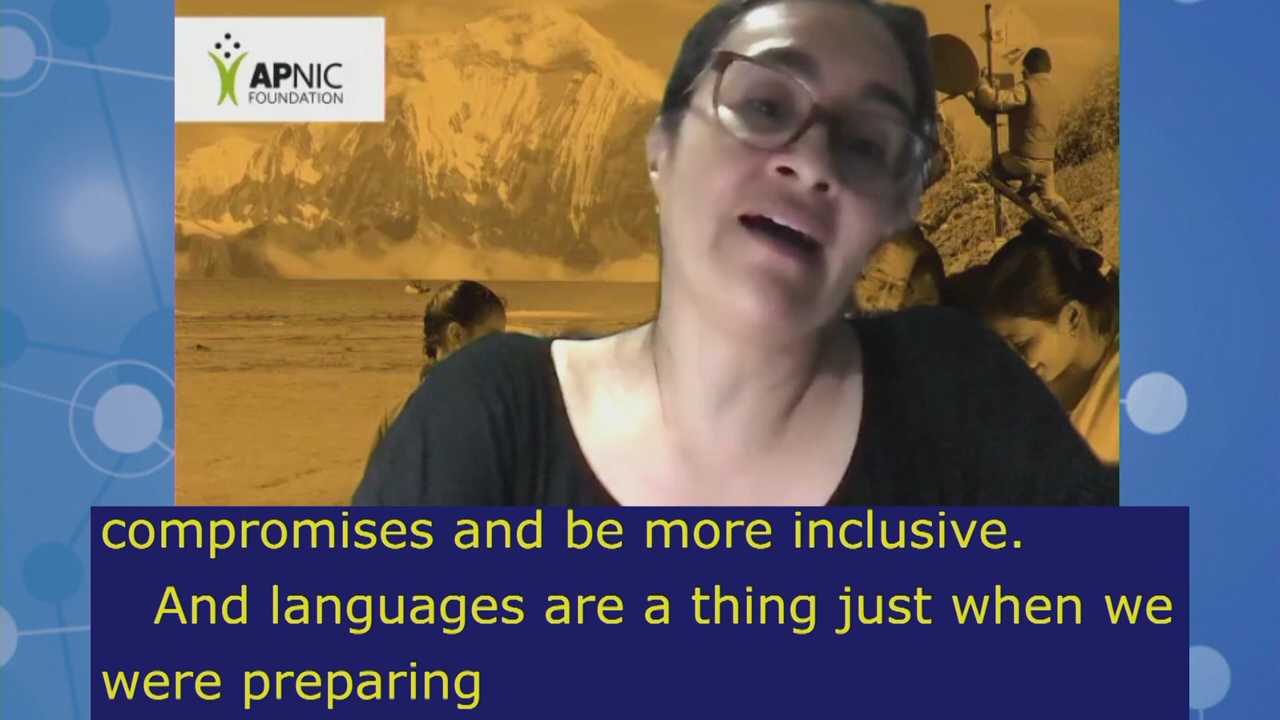 APNIC
FOUNDATION
compromises and be more inclusive.
And languages are a thing just when we
were preparing